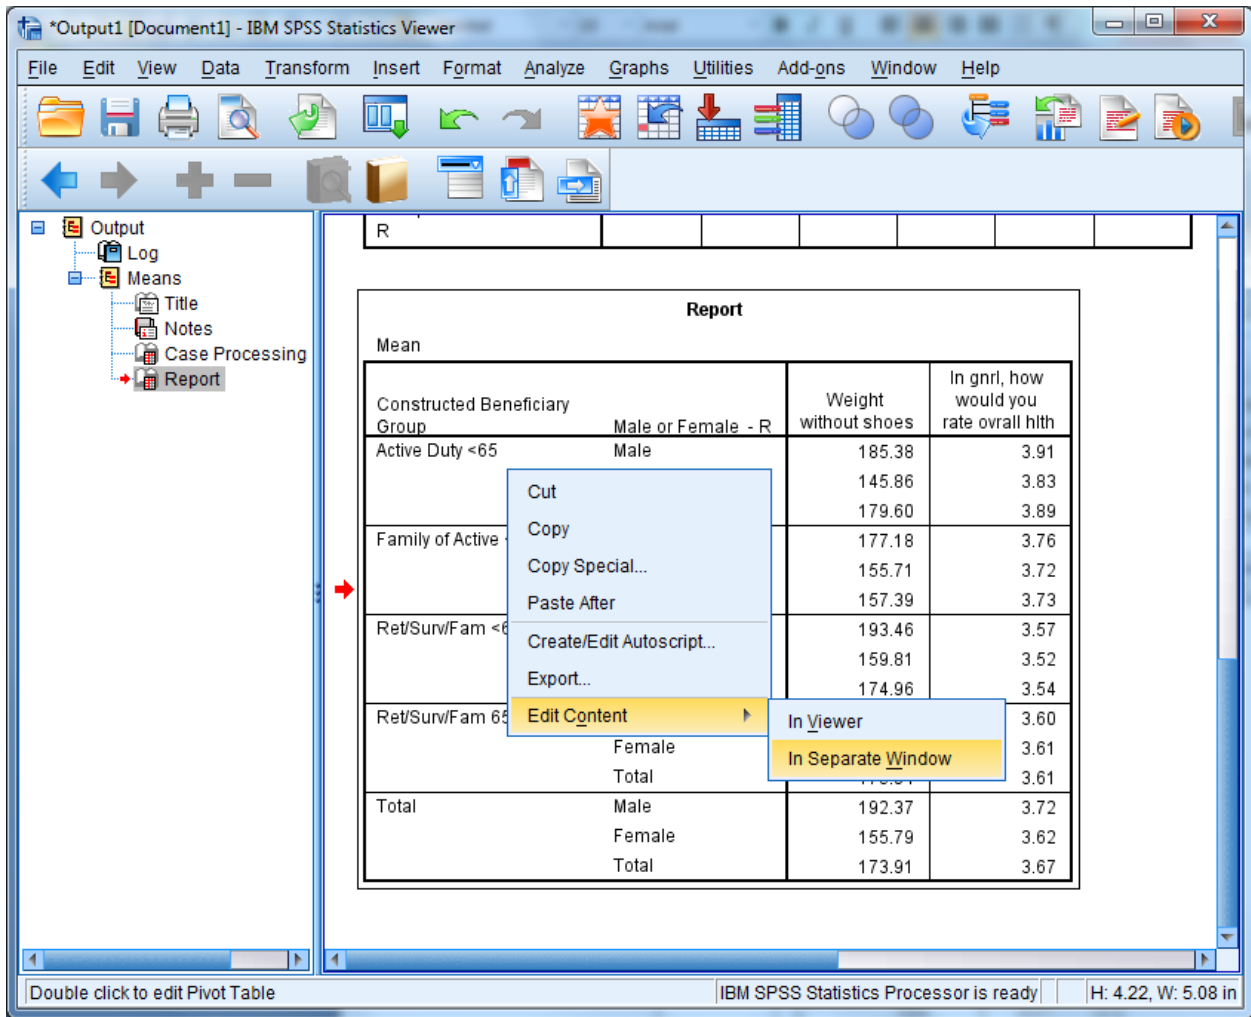 *Output1 [Document1] - IBM SPSS Statistics Viewer
File Edit View Data Transform Insert Format Analyze Graphs Utilities Add-ons Window Help
Output
Log
Means
Title
Notes
Case Processing
Report
R
Report
Mean
Constructed Beneficiary
Group
Male or Female - R
Weight
without shoes
In gnrl, how
would you
rate ovrall hlth
Active Duty <65 Male 185.38 3.91
145.86 3.83
179.60 3.89
Family of Active 177.18 3.76
155.71 3.72
157.39 3.73
Ret/Surv/Fam <6 193.46 3.57
159.81 3.52
174.96 3.54
Ret/Surv/Fam 65 3.60
Female 3.61
Total 3.61
Total Male 192.37 3.72
Female 155.79 3.62
Total 173.91 3.67
Cut
Copy
Copy Special...
Paste After
Create/Edit Autoscript...
Export...
Edit Content
In Viewer
In Separate Window
Double click to edit Pivot Table
IBM SPSS Statistics Processor is ready
H: 4.22, W: 5.08 in